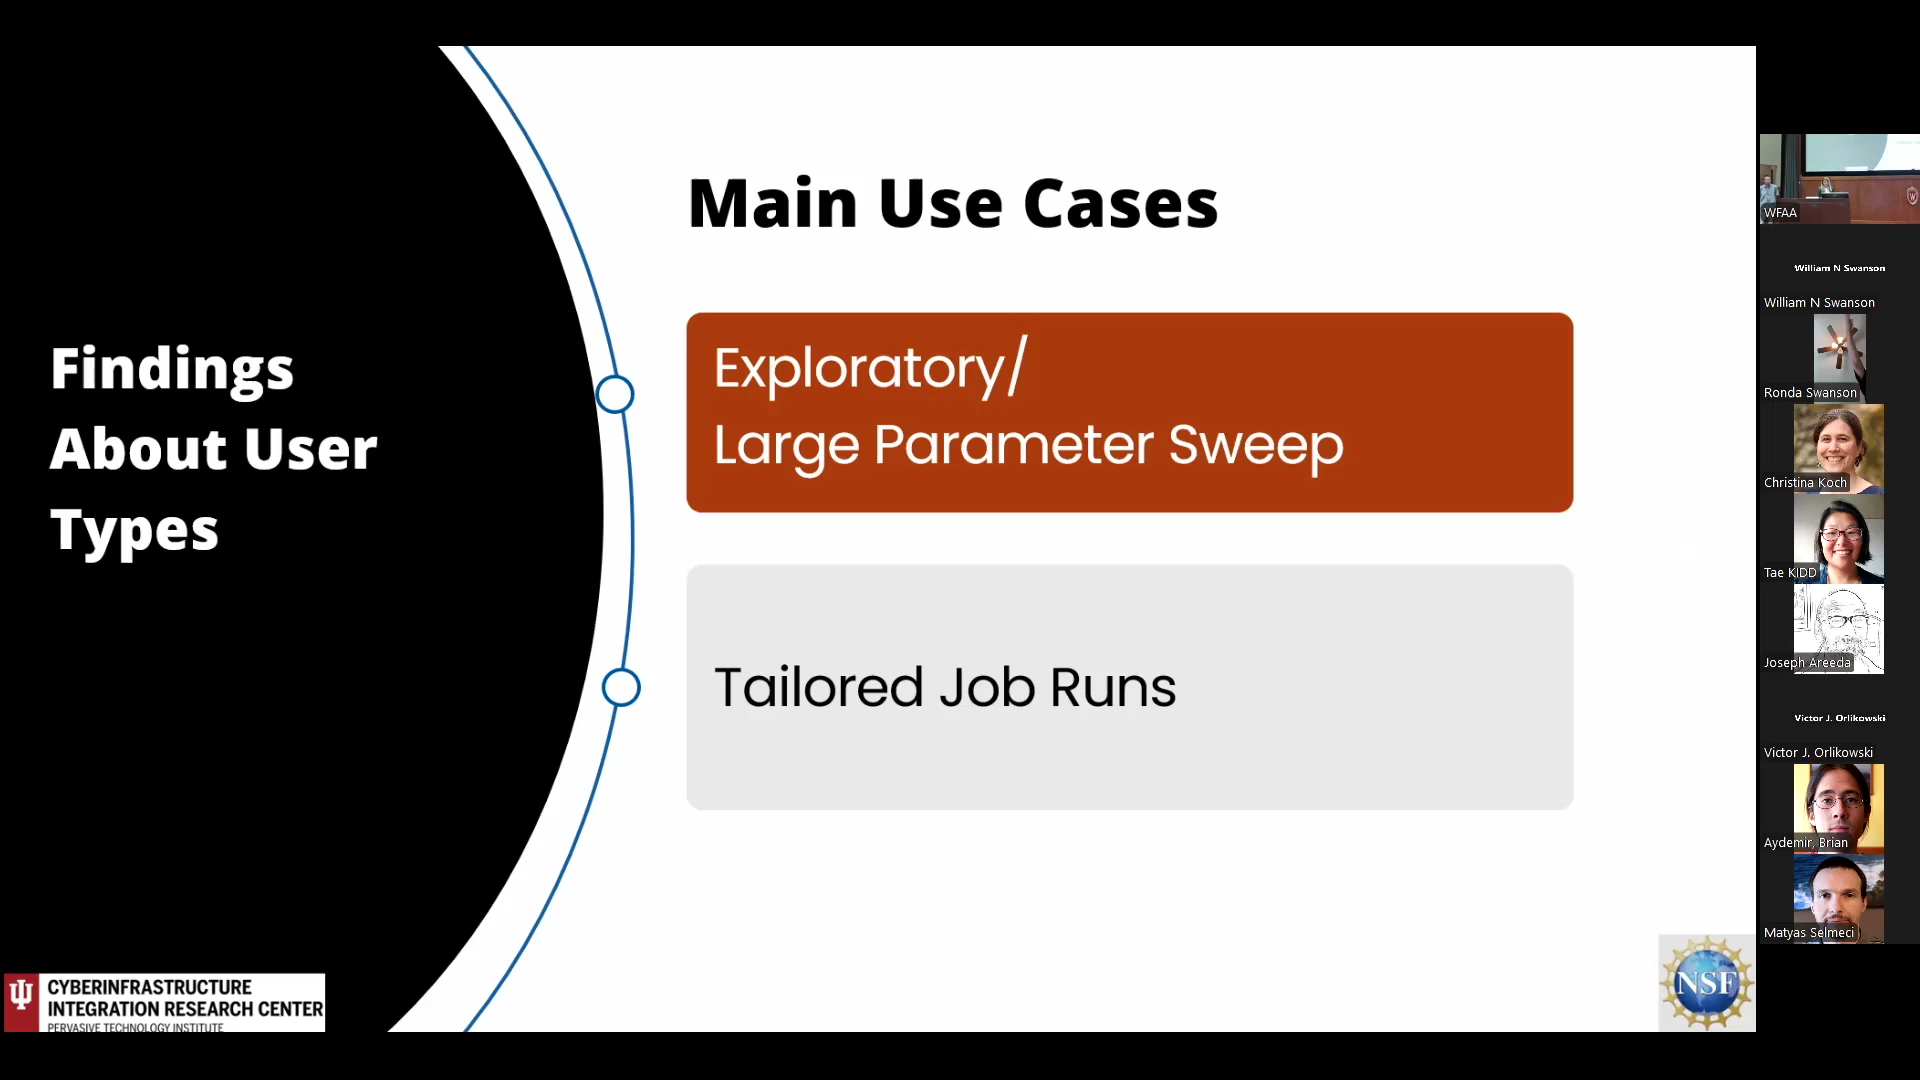 Findings
About User
Types
Main Use Cases
Exploratory/
Large Parameter Sweep
Tailored Job Runs
CYBERINFRASTRUCTURE
INTEGRATION RESEARCH CENTER
PERVASIVE TECHNOLOGY INSTITUTE
NSF
WFAA
William N Swanson
William N Swanson
Ronda Swanson
Christina Koch
Tae KIDD
Joseph Areeda
Victor J. Orlikowski
Victor J. Orlikowski
Aydemir, Brian
Matyas Selmeci